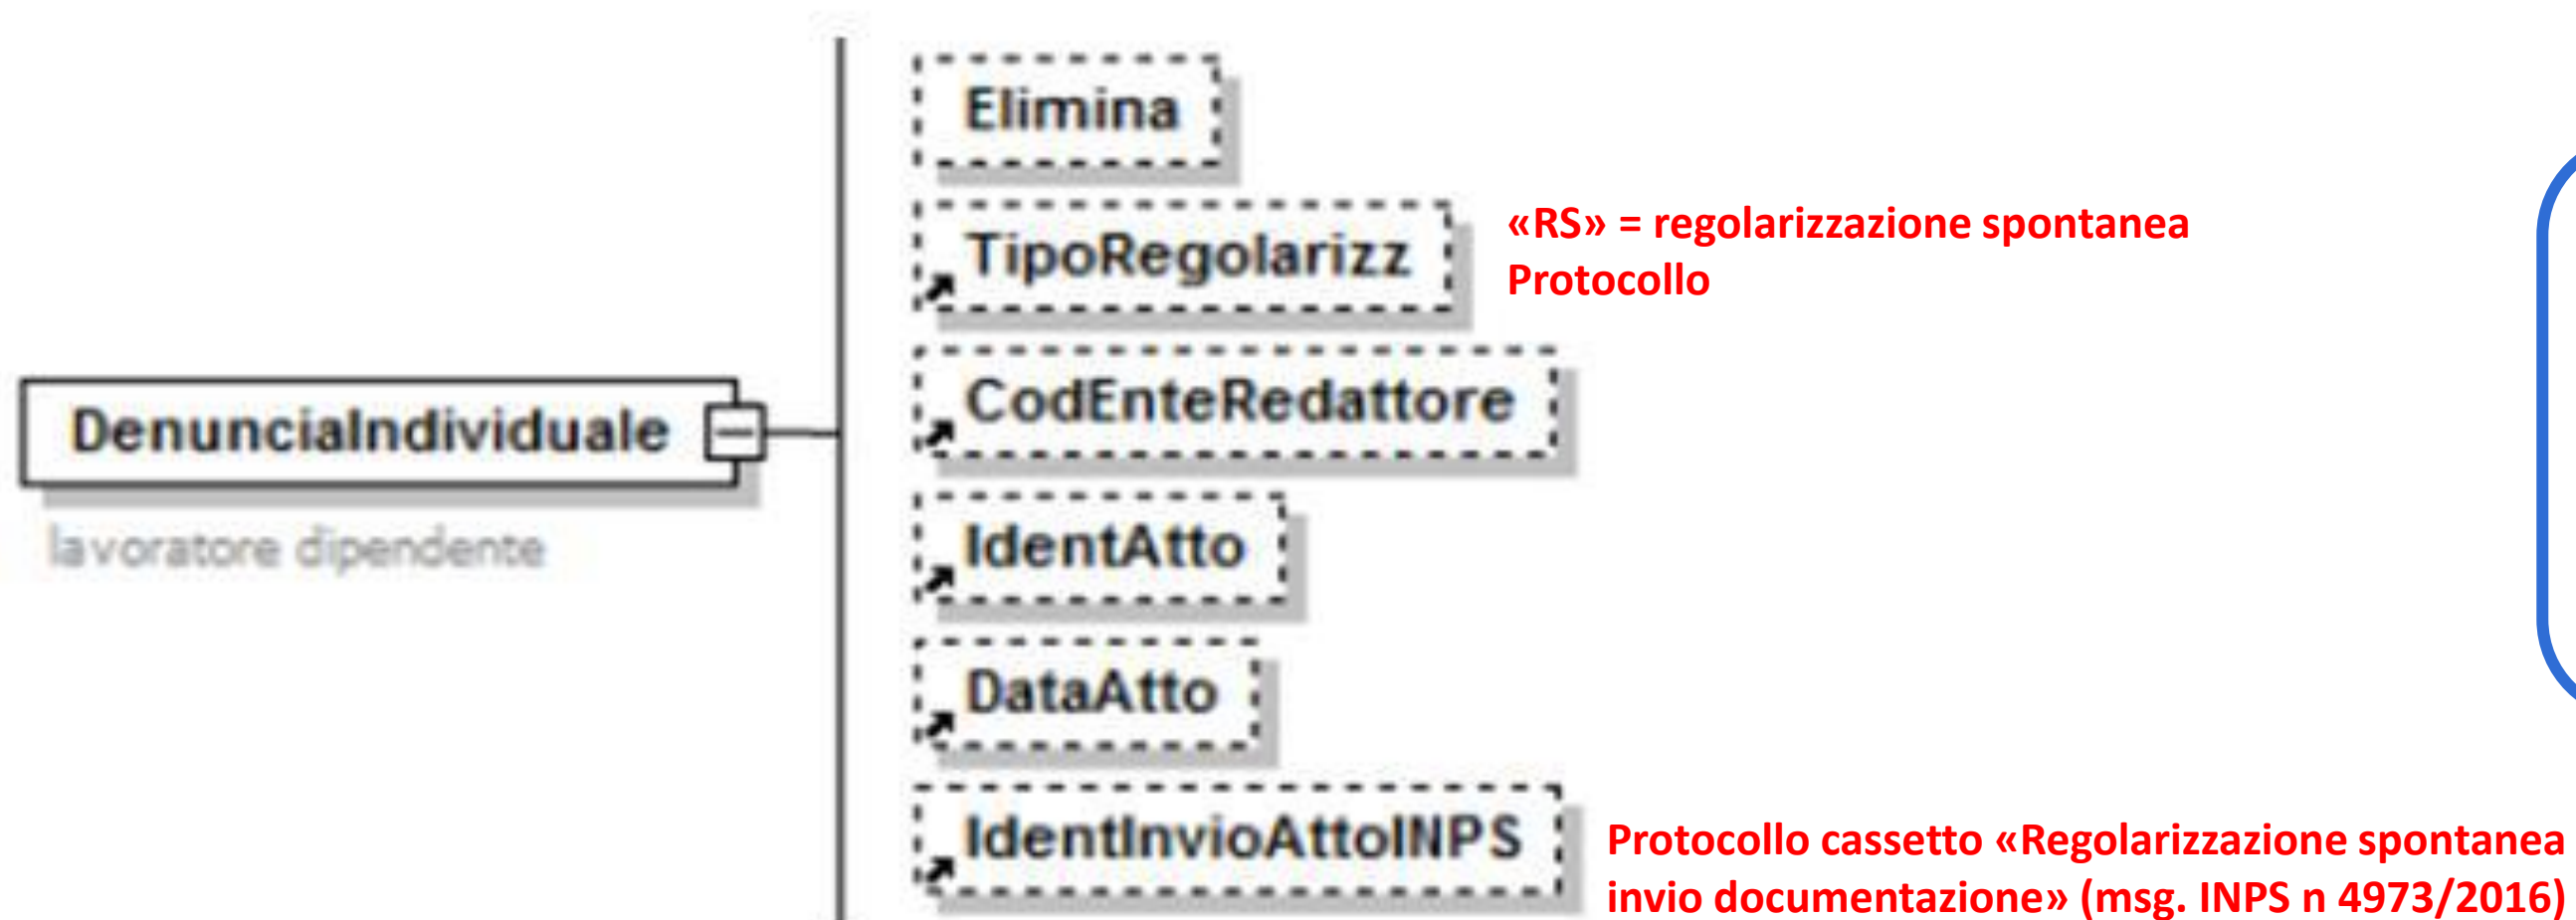 Elimina
TipoRegolarizz
«RS» = regolarizzazione spontanea
Protocollo
CodEnteRedattore
DenunciaIndividuale
lavoratore dipendente
IdentAtto
DataAtto
IdentInvioAttoINPS
Protocollo cassetto «Regolarizzazione spontanea
invio documentazione» (msg. INPS n 4973/2016)